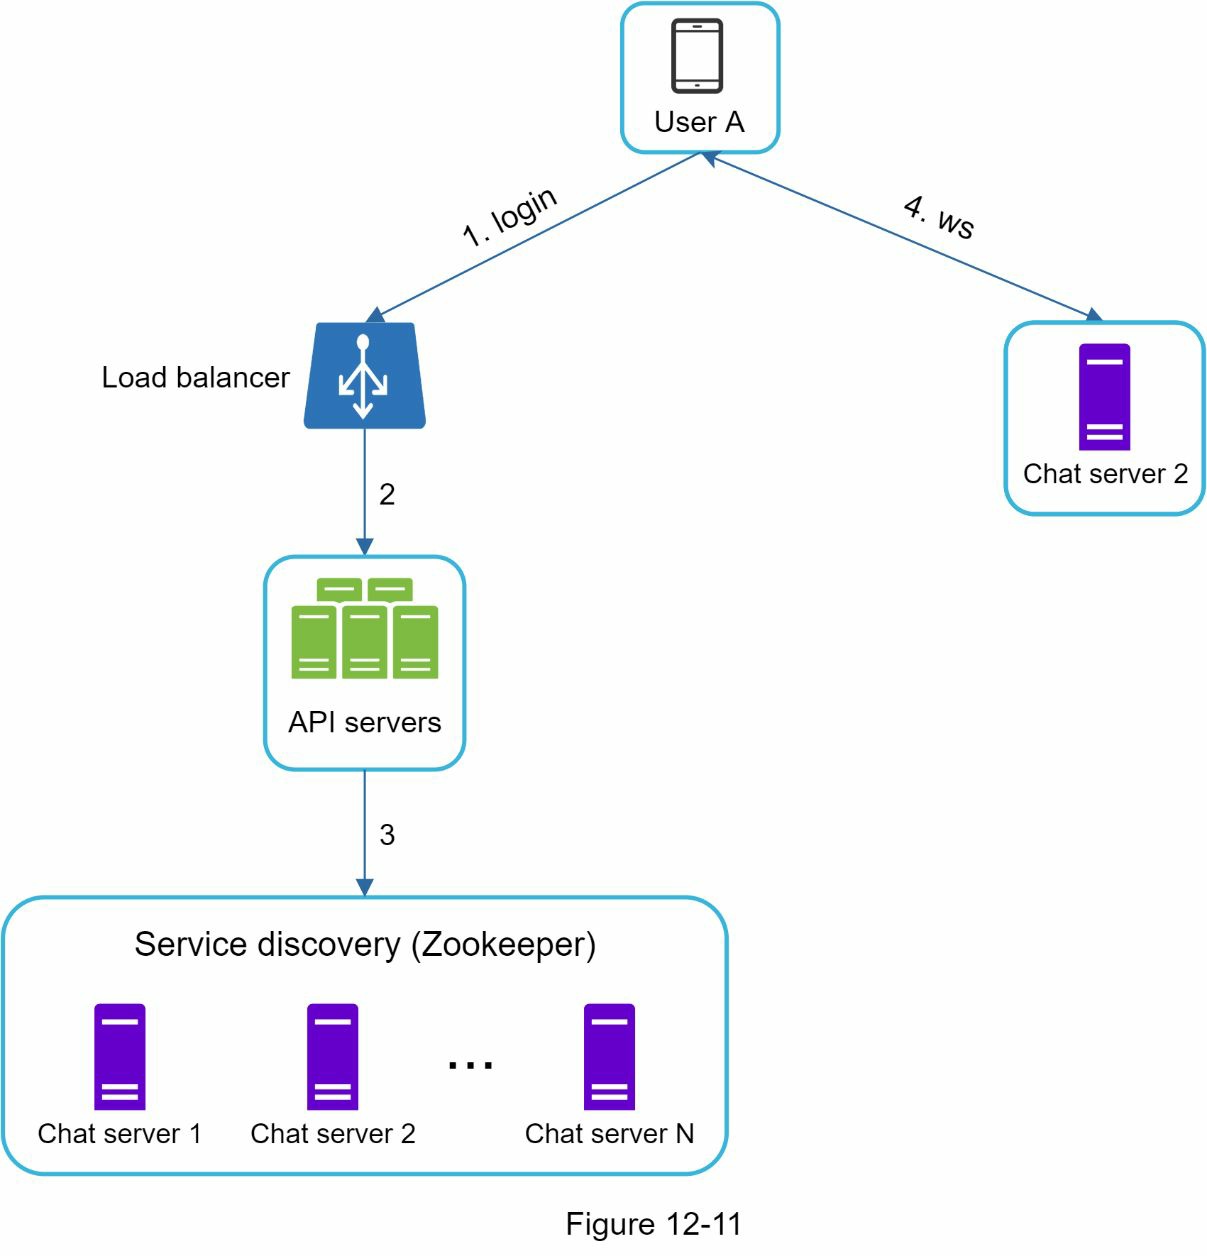 User A
1. login
4. ws
Load balancer
Chat server 2
2
API servers
3
Service discovery (Zookeeper)
...
Chat server 1
Chat server 2
Chat server N
Figure 12-11